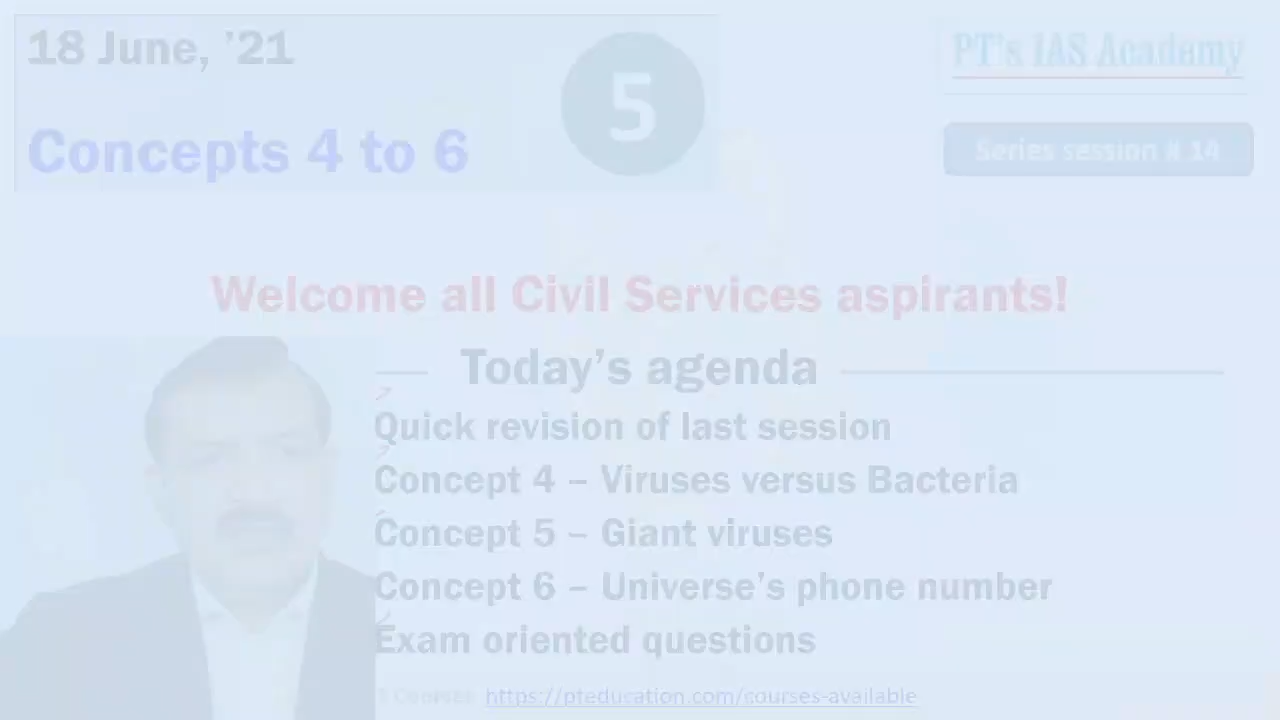 18 June, ’21
5
PT's IAS Academy
Concepts 4 to 6
Series session # 14
Welcome all Civil Services aspirants!
Today’s agenda
Quick revision of last session
Concept 4 – Viruses versus Bacteria
Concept 5 – Giant viruses
Concept 6 – Universe’s phone number
Exam oriented questions
Courses https://pteducation.com/courses-available